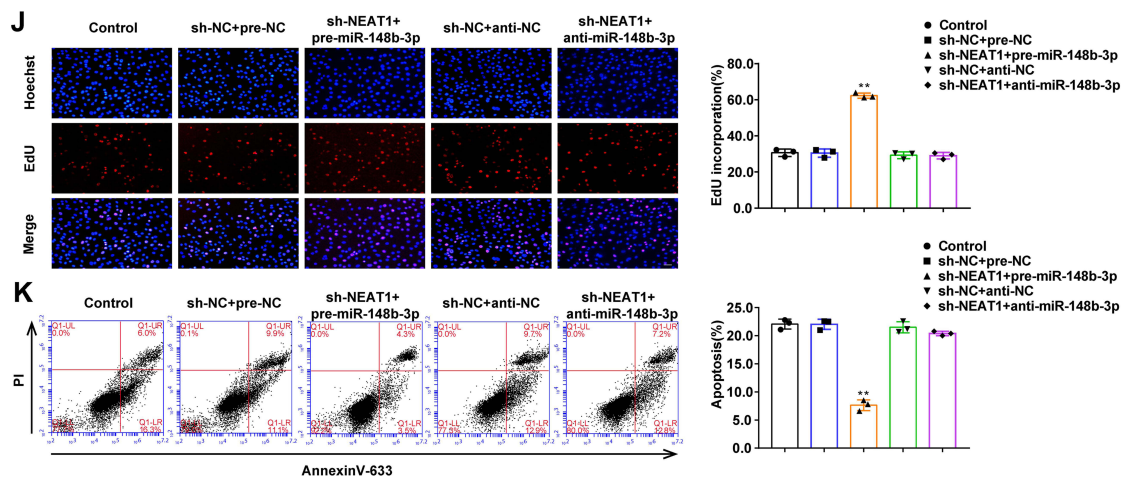 J
Control
sh-NC+pre-NC
sh-NEAT1+
pre-miR-148b-3p
sh-NC+anti-NC
sh-NEAT1+
anti-miR-148b-3p
Hoechst
EdU
Merge
Control
sh-NC+pre-NC
sh-NEAT1+pre-miR-148b-3p
sh-NC+anti-NC
sh-NEAT1+anti-miR-148b-3p
EdU incorporation(%)
80.0
60.0
40.0
20.0
0.0
**
K
Control
sh-NC+pre-NC
sh-NEAT1+
pre-miR-148b-3p
sh-NC+anti-NC
sh-NEAT1+
anti-miR-148b-3p
PI
Q1-UL
0.0%
Q1-UR
6.0%
Q1-LR
16.3%
Q1-UL
0.1%
Q1-UR
9.9%
Q1-LR
11.1%
Q1-UL
0.0%
Q1-UR
4.3%
Q1-LR
3.5%
Q1-UL
0.0%
Q1-UR
9.7%
Q1-LR
12.9%
Q1-UL
0.0%
Q1-UR
7.2%
Q1-LR
12.8%
AnnexinV-633
Control
sh-NC+pre-NC
sh-NEAT1+pre-miR-148b-3p
sh-NC+anti-NC
sh-NEAT1+anti-miR-148b-3p
Apoptosis(%)
25.0
20.0
15.0
10.0
5.0
0.0
**